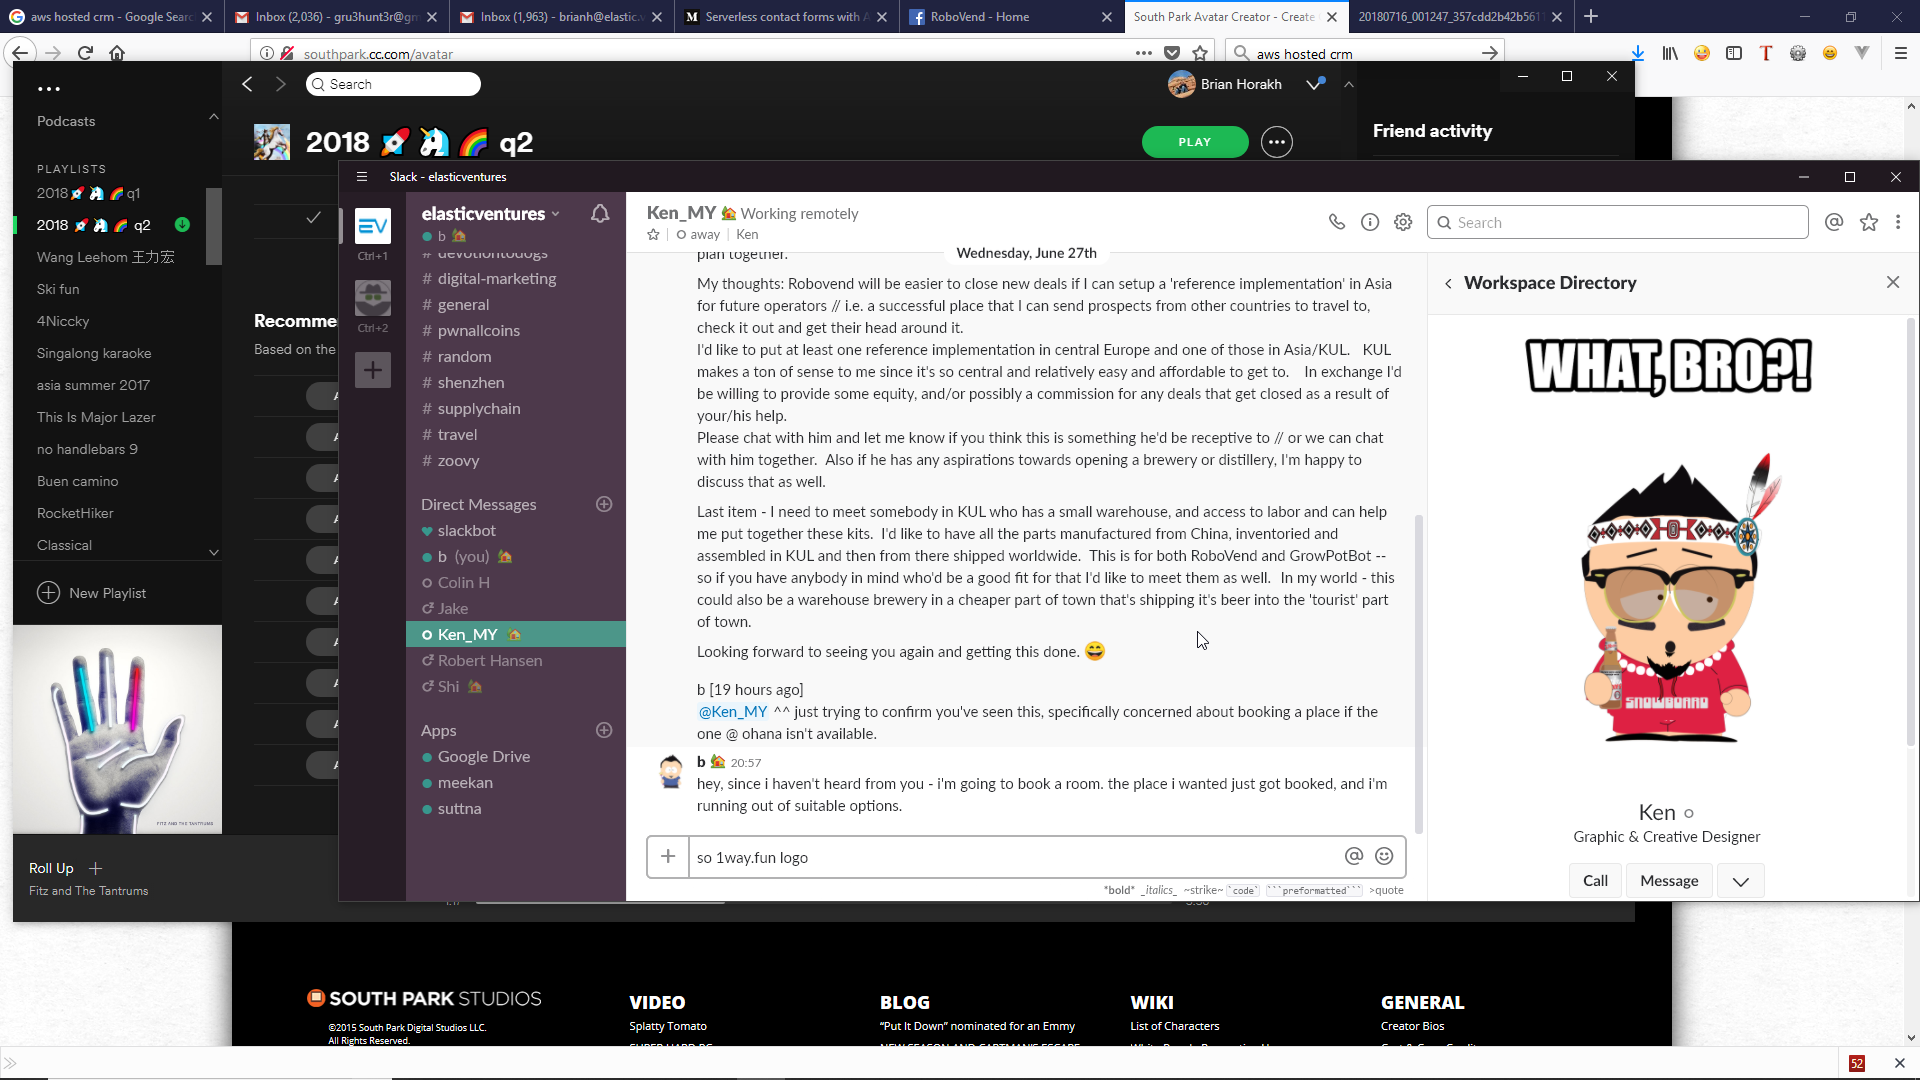 aws hosted crm - Google Sear
Inbox (2,036) - gru3hunt3r@gm
Inbox (1,963) - brianh@elastic.v
Serverless contact forms with A
RoboVend - Home
South Park Avatar Creator - Create
20180716_001247_357cdd2b42b5611
southpark.cc.com/avatar
aws hosted crm
Search
Brian Horakh
Podcasts
PLAYLISTS
2018🚀🦄🌈 q1
2018 🚀 🦄 🌈 q2
Wang Leehom 王力宏
Ski fun
4Niccky
Singalong karaoke
asia summer 2017
This Is Major Lazer
no handlebars 9
Buen camino
RocketHiker
Classical
New Playlist
FITZ AND THE TANTRUMS
Roll Up
Fitz and The Tantrums
2018 🚀 🦄 🌈 q2
PLAY
Friend activity
Recomme
Based on the
Slack - elasticventures
EV
Ctrl+1
Ctrl+2
elasticventures
b 🏡
# devotiontodogs
# digital-marketing
# general
# pwnallcoins
# random
# shenzhen
# supplychain
# travel
# zoovy
Direct Messages
slackbot
b (you) 🏡
Colin H
Jake
Ken_MY 🏡
Robert Hansen
Shi 🏡
Apps
Google Drive
meekan
suttna
Ken_MY 🏡 Working remotely
away
Ken
Search
Wednesday, June 27th
plan together.
My thoughts: Robovend will be easier to close new deals if I can setup a 'reference implementation' in Asia
for future operators // i.e. a successful place that I can send prospects from other countries to travel to,
check it out and get their head around it.
I'd like to put at least one reference implementation in central Europe and one of those in Asia/KUL. KUL
makes a ton of sense to me since it's so central and relatively easy and affordable to get to. In exchange I'd
be willing to provide some equity, and/or possibly a commission for any deals that get closed as a result of
your/his help.
Please chat with him and let me know if you think this is something he'd be receptive to // or we can chat
with him together. Also if he has any aspirations towards opening a brewery or distillery, I'm happy to
discuss that as well.
Last item - I need to meet somebody in KUL who has a small warehouse, and access to labor and can help
me put together these kits. I'd like to have all the parts manufactured from China, inventoried and
assembled in KUL and then from there shipped worldwide. This is for both RoboVend and GrowPotBot --
so if you have anybody in mind who'd be a good fit for that I'd like to meet them as well. In my world - this
could also be a warehouse brewery in a cheaper part of town that's shipping it's beer into the 'tourist' part
of town.
Looking forward to seeing you again and getting this done. 😄
b [19 hours ago]
@Ken_MY ^^ just trying to confirm you've seen this, specifically concerned about booking a place if the
one @ ohana isn't available.
b 🏡 20:57
hey, since i haven't heard from you - i'm going to book a room. the place i wanted just got booked, and i'm
running out of suitable options.
so 1way.fun logo
*bold* _italics_ ~strike~ `code` ```preformatted``` >quote
Workspace Directory
WHAT, BRO?!
SNOWBOARD
Ken
Graphic & Creative Designer
Call
Message
SOUTH PARK STUDIOS
©2015 South Park Digital Studios LLC.
All Rights Reserved.
VIDEO
Splatty Tomato
BLOG
"Put It Down" nominated for an Emmy
NEW SEASON AND CARTMAN'S ESCAPE
WIKI
List of Characters
GENERAL
Creator Bios
52